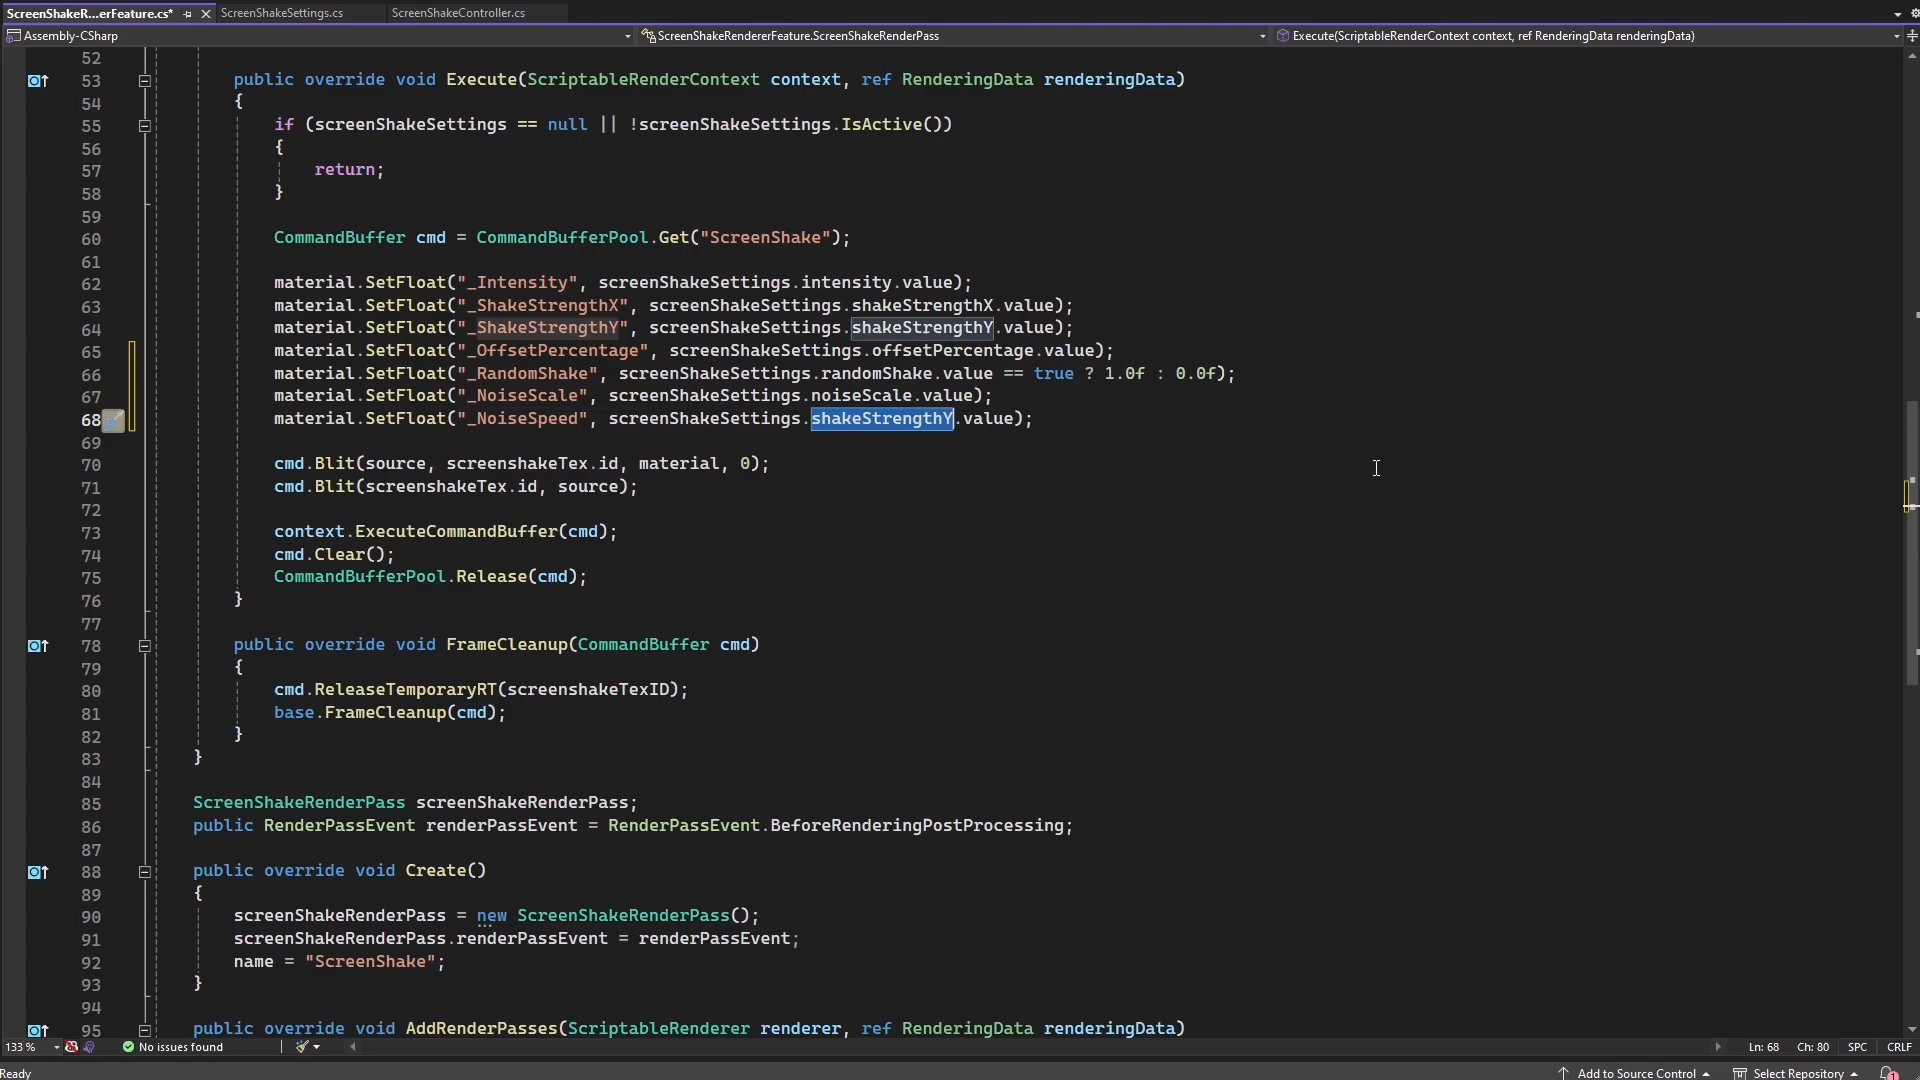 ScreenShakeR...erFeature.cs*
ScreenShakeSettings.cs
ScreenShakeController.cs
Assembly-CSharp
ScreenShakeRendererFeature.ScreenShakeRenderPass
Execute(ScriptableRenderContext context, ref RenderingData renderingData)
52
53 public override void Execute(ScriptableRenderContext context, ref RenderingData renderingData)
54 {
55 if (screenShakeSettings == null || !screenShakeSettings.IsActive())
56 {
57 return;
58 }
59
60 CommandBuffer cmd = CommandBufferPool.Get("ScreenShake");
61
62 material.SetFloat("_Intensity", screenShakeSettings.intensity.value);
63 material.SetFloat("_ShakeStrengthX", screenShakeSettings.shakeStrengthX.value);
64 material.SetFloat("_ShakeStrengthY", screenShakeSettings.shakeStrengthY.value);
65 material.SetFloat("_OffsetPercentage", screenShakeSettings.offsetPercentage.value);
66 material.SetFloat("_RandomShake", screenShakeSettings.randomShake.value == true ? 1.0f : 0.0f);
67 material.SetFloat("_NoiseScale", screenShakeSettings.noiseScale.value);
68 material.SetFloat("_NoiseSpeed", screenShakeSettings.shakeStrengthY.value);
69
70 cmd.Blit(source, screenshakeTex.id, material, 0);
71 cmd.Blit(screenshakeTex.id, source);
72
73 context.ExecuteCommandBuffer(cmd);
74 cmd.Clear();
75 CommandBufferPool.Release(cmd);
76 }
77
78 public override void FrameCleanup(CommandBuffer cmd)
79 {
80 cmd.ReleaseTemporaryRT(screenshakeTexID);
81 base.FrameCleanup(cmd);
82 }
83 }
84
85 ScreenShakeRenderPass screenShakeRenderPass;
86 public RenderPassEvent renderPassEvent = RenderPassEvent.BeforeRenderingPostProcessing;
87
88 public override void Create()
89 {
90 screenShakeRenderPass = new ScreenShakeRenderPass();
91 screenShakeRenderPass.renderPassEvent = renderPassEvent;
92 name = "ScreenShake";
93 }
94
95 public override void AddRenderPasses(ScriptableRenderer renderer, ref RenderingData renderingData)
133 % No issues found Ln: 68 Ch: 80 SPC CRLF
Ready Add to Source Control Select Repository 1